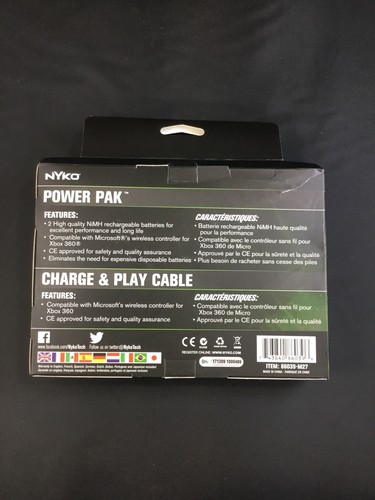 NYKO
POWER PAK™
FEATURES:
• 2 High quality NiMH rechargeable batteries for
excellent performance and long life
• Compatible with Microsoft®'s wireless controller for
Xbox 360®
• CE approved for safety and quality assurance
• Eliminates the need for expensive disposable batteries
CARACTÉRISTIQUES:
• Batterie rechargeable NiMH haute qualité
pour la performance
• Compatible avec le contrôleur sans fil pour
Xbox 360 de Micro
• Approuvé par le CE pour la sûreté et la qualité
• Plus besoin de racheter sans cesse des piles
CHARGE & PLAY CABLE
FEATURES:
• Compatible with Microsoft's wireless controller for
Xbox 360
• CE approved for safety and quality assurance
CARACTÉRISTIQUES:
• Compatible avec le contrôleur sans fil pour
Xbox 360 de Micro
• Approuvé par le CE pour la sûreté et la qualité
Find us on
/NykoTech
Follow us on twitter
@NykoTech
CE
REGISTER ONLINE: WWW.NYKO.COM
171309 1000469
ITEM: 86039-M27
MADE IN CHINA